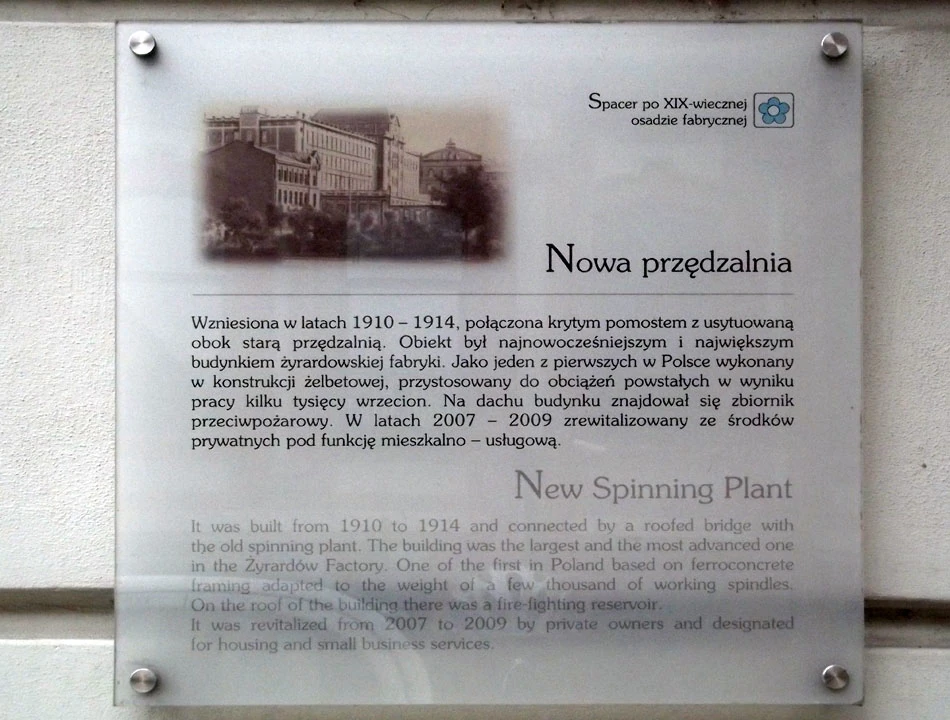 Spacer po XIX-wiecznej
osadzie fabrycznej
Nowa przędzalnia
Wzniesiona w latach 1910 – 1914, połączona krytym pomostem z usytuowaną
obok starą przędzalnią. Obiekt był najnowocześniejszym i największym
budynkiem żyrardowskiej fabryki. Jako jeden z pierwszych w Polsce wykonany
w konstrukcji żelbetowej, przystosowany do obciążeń powstałych w wyniku
pracy kilku tysięcy wrzecion. Na dachu budynku znajdował się zbiornik
przeciwpożarowy. W latach 2007 – 2009 zrewitalizowany ze środków
prywatnych pod funkcję mieszkalno – usługową.
New Spinning Plant
It was built from 1910 to 1914 and connected by a roofed bridge with
the old spinning plant. The building was the largest and the most advanced one
in the Żyrardów Factory. One of the first in Poland based on ferroconcrete
framing adapted to the weight of a few thousand of working spindles.
On the roof of the building there was a fire-fighting reservoir.
It was revitalized from 2007 to 2009 by private owners and designated
for housing and small business services.